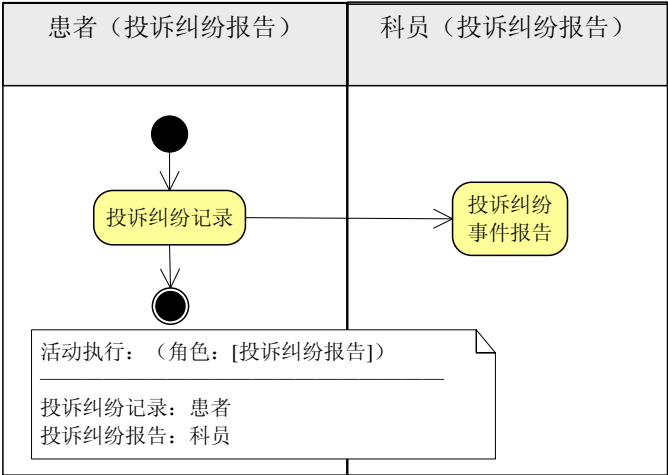 患者（投诉纠纷报告）
科员（投诉纠纷报告）
投诉纠纷记录
投诉纠纷
事件报告
活动执行：（角色：[投诉纠纷报告]）
投诉纠纷记录：患者
投诉纠纷报告：科员